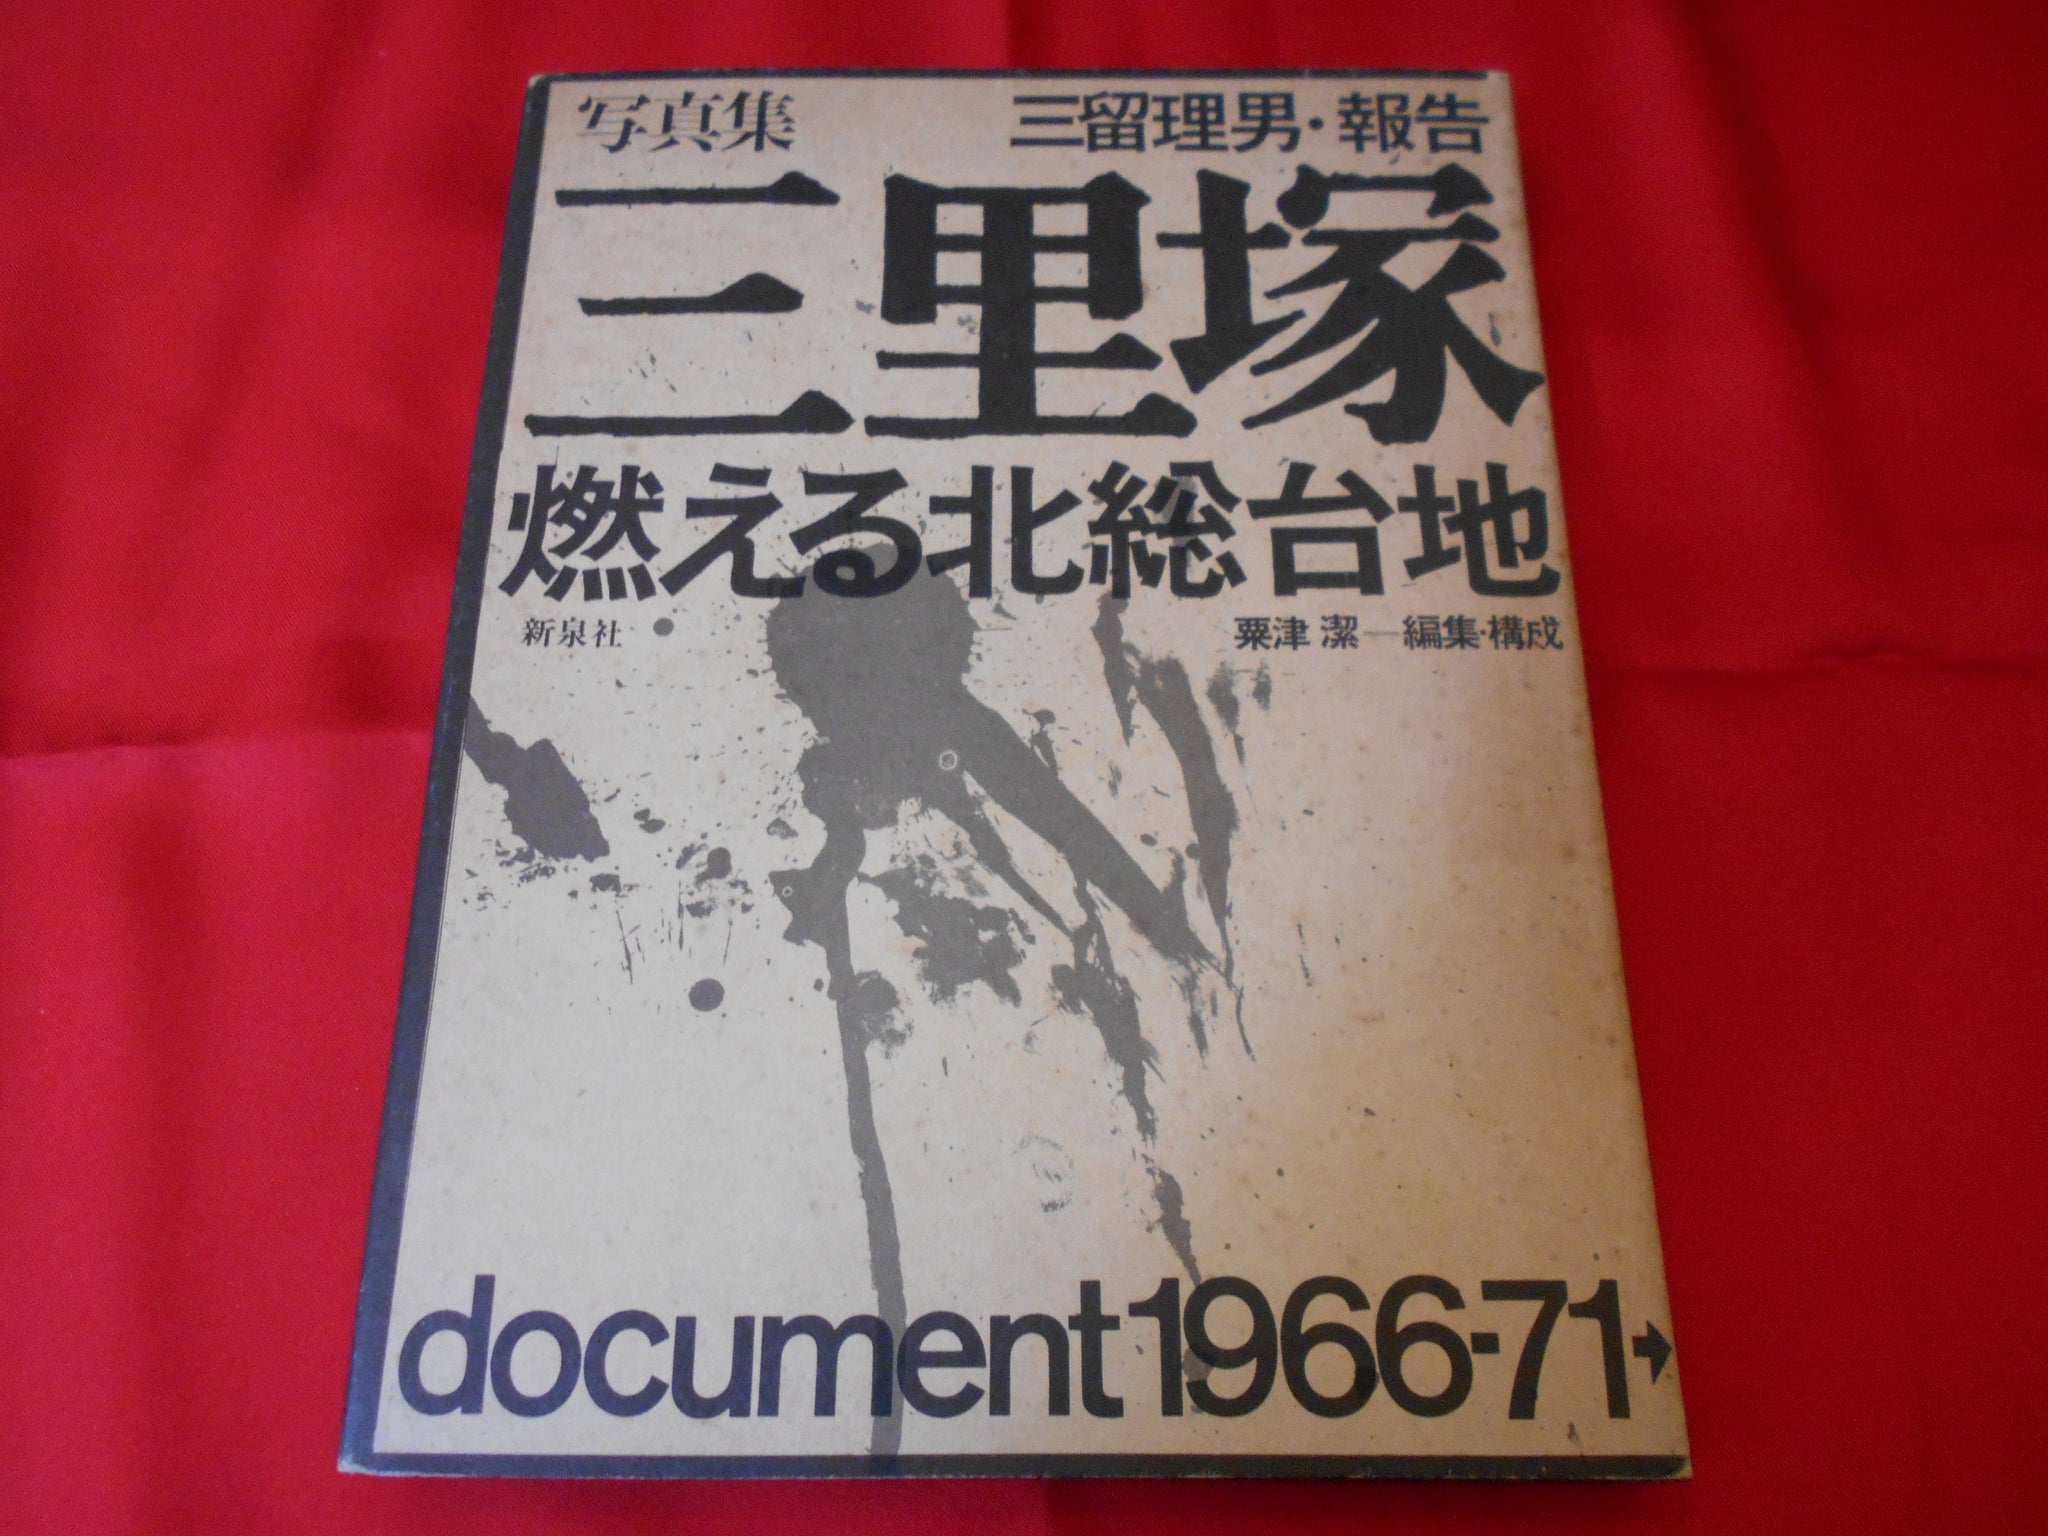 写真集 三留理男・報告
三里塚
燃える北総台地
新泉社 粟津 潔—編集・構成
document 1966-71→